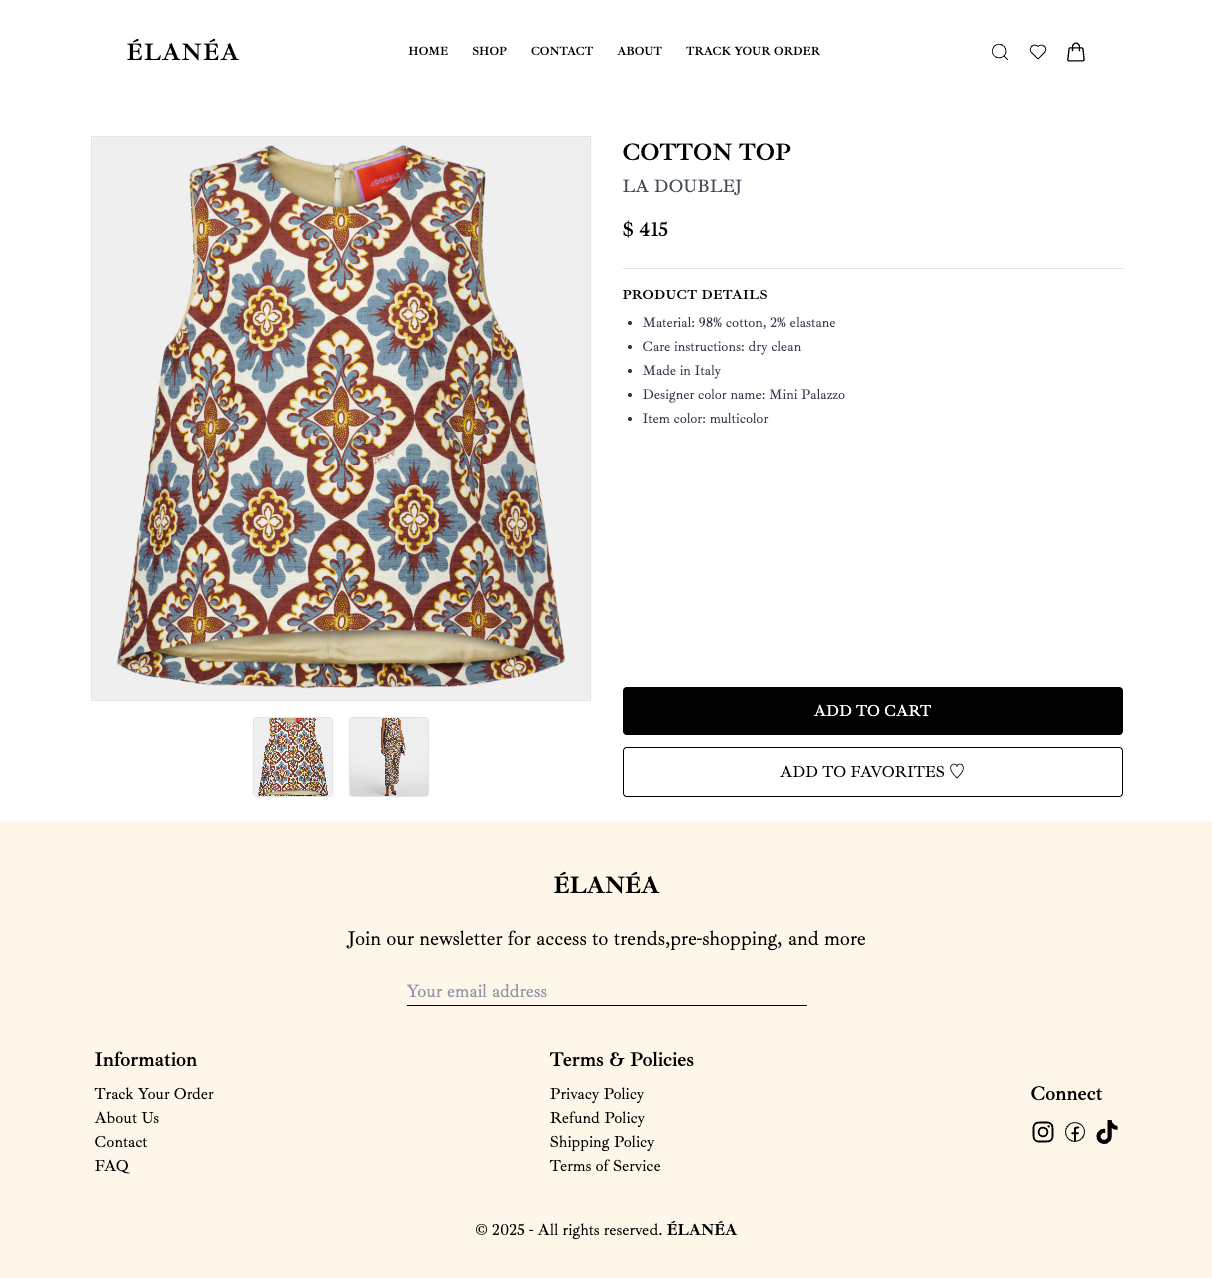 ÉLANÉA
HOME SHOP CONTACT ABOUT TRACK YOUR ORDER
COTTON TOP
LA DOUBLEJ
$ 415
PRODUCT DETAILS
Material: 98% cotton, 2% elastane
Care instructions: dry clean
Made in Italy
Designer color name: Mini Palazzo
Item color: multicolor
ADD TO CART
ADD TO FAVORITES ♡
ÉLANÉA
Join our newsletter for access to trends,pre-shopping, and more
Your email address
Information
Track Your Order
About Us
Contact
FAQ
Terms & Policies
Privacy Policy
Refund Policy
Shipping Policy
Terms of Service
Connect
© 2025 - All rights reserved. ÉLANÉA